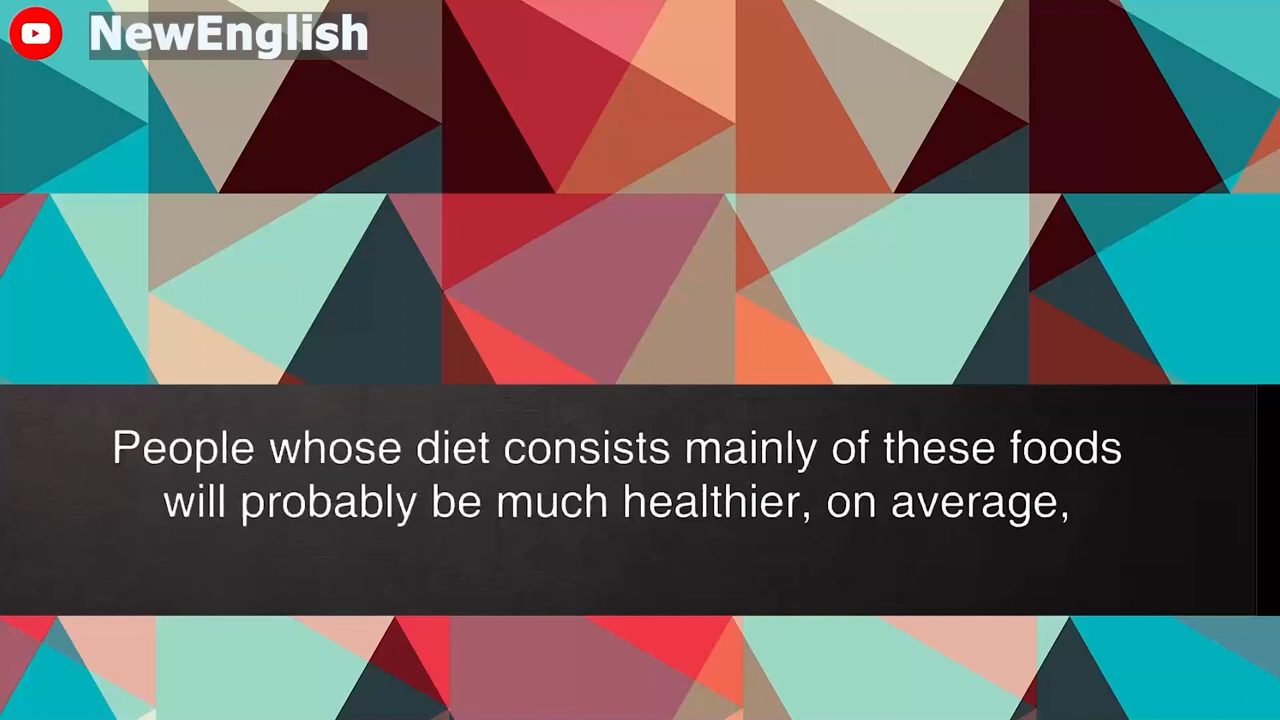 NewEnglish
People whose diet consists mainly of these foods
will probably be much healthier, on average,